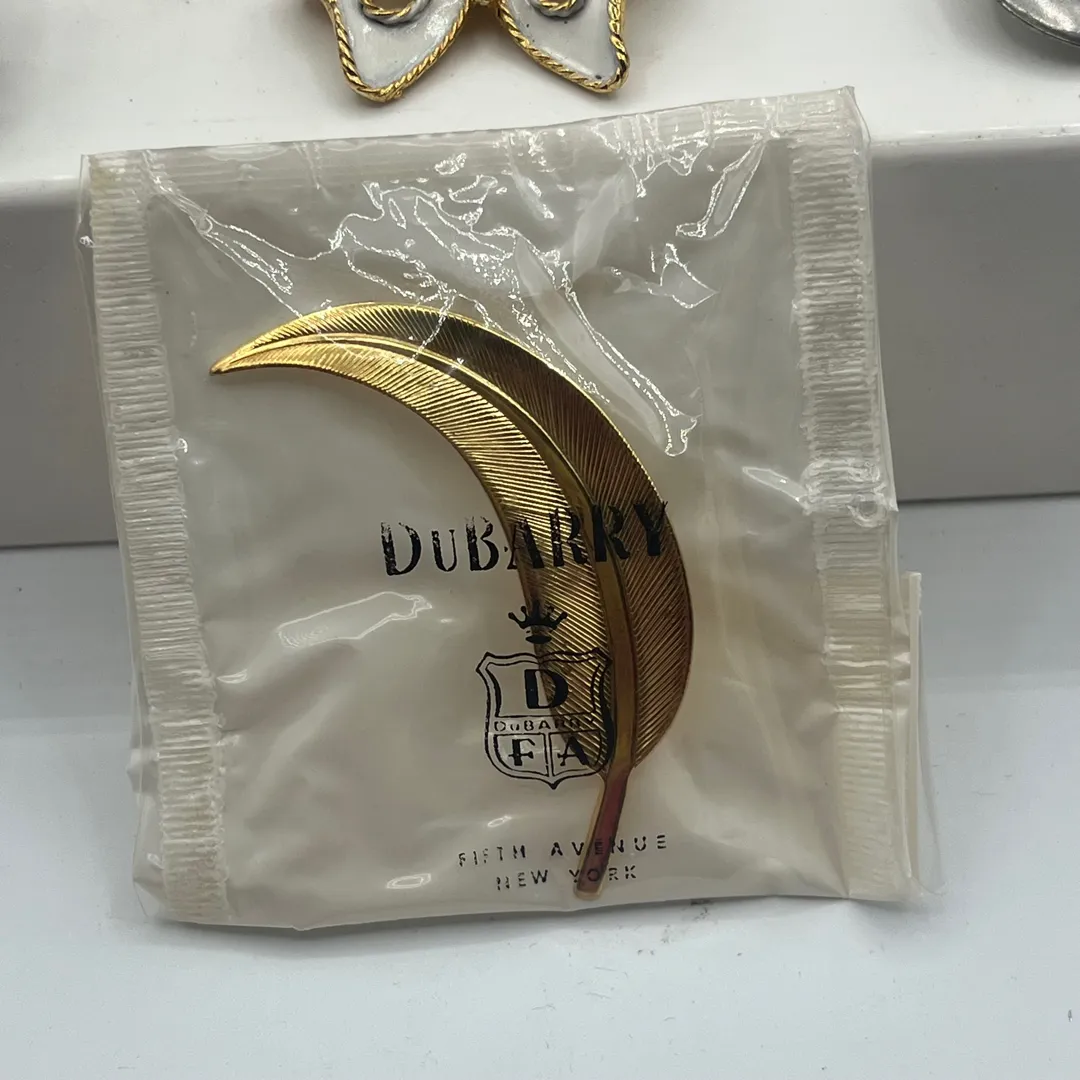 DUBARRY
D
DUBARRY
F A
FIFTH AVENUE
NEW YORK